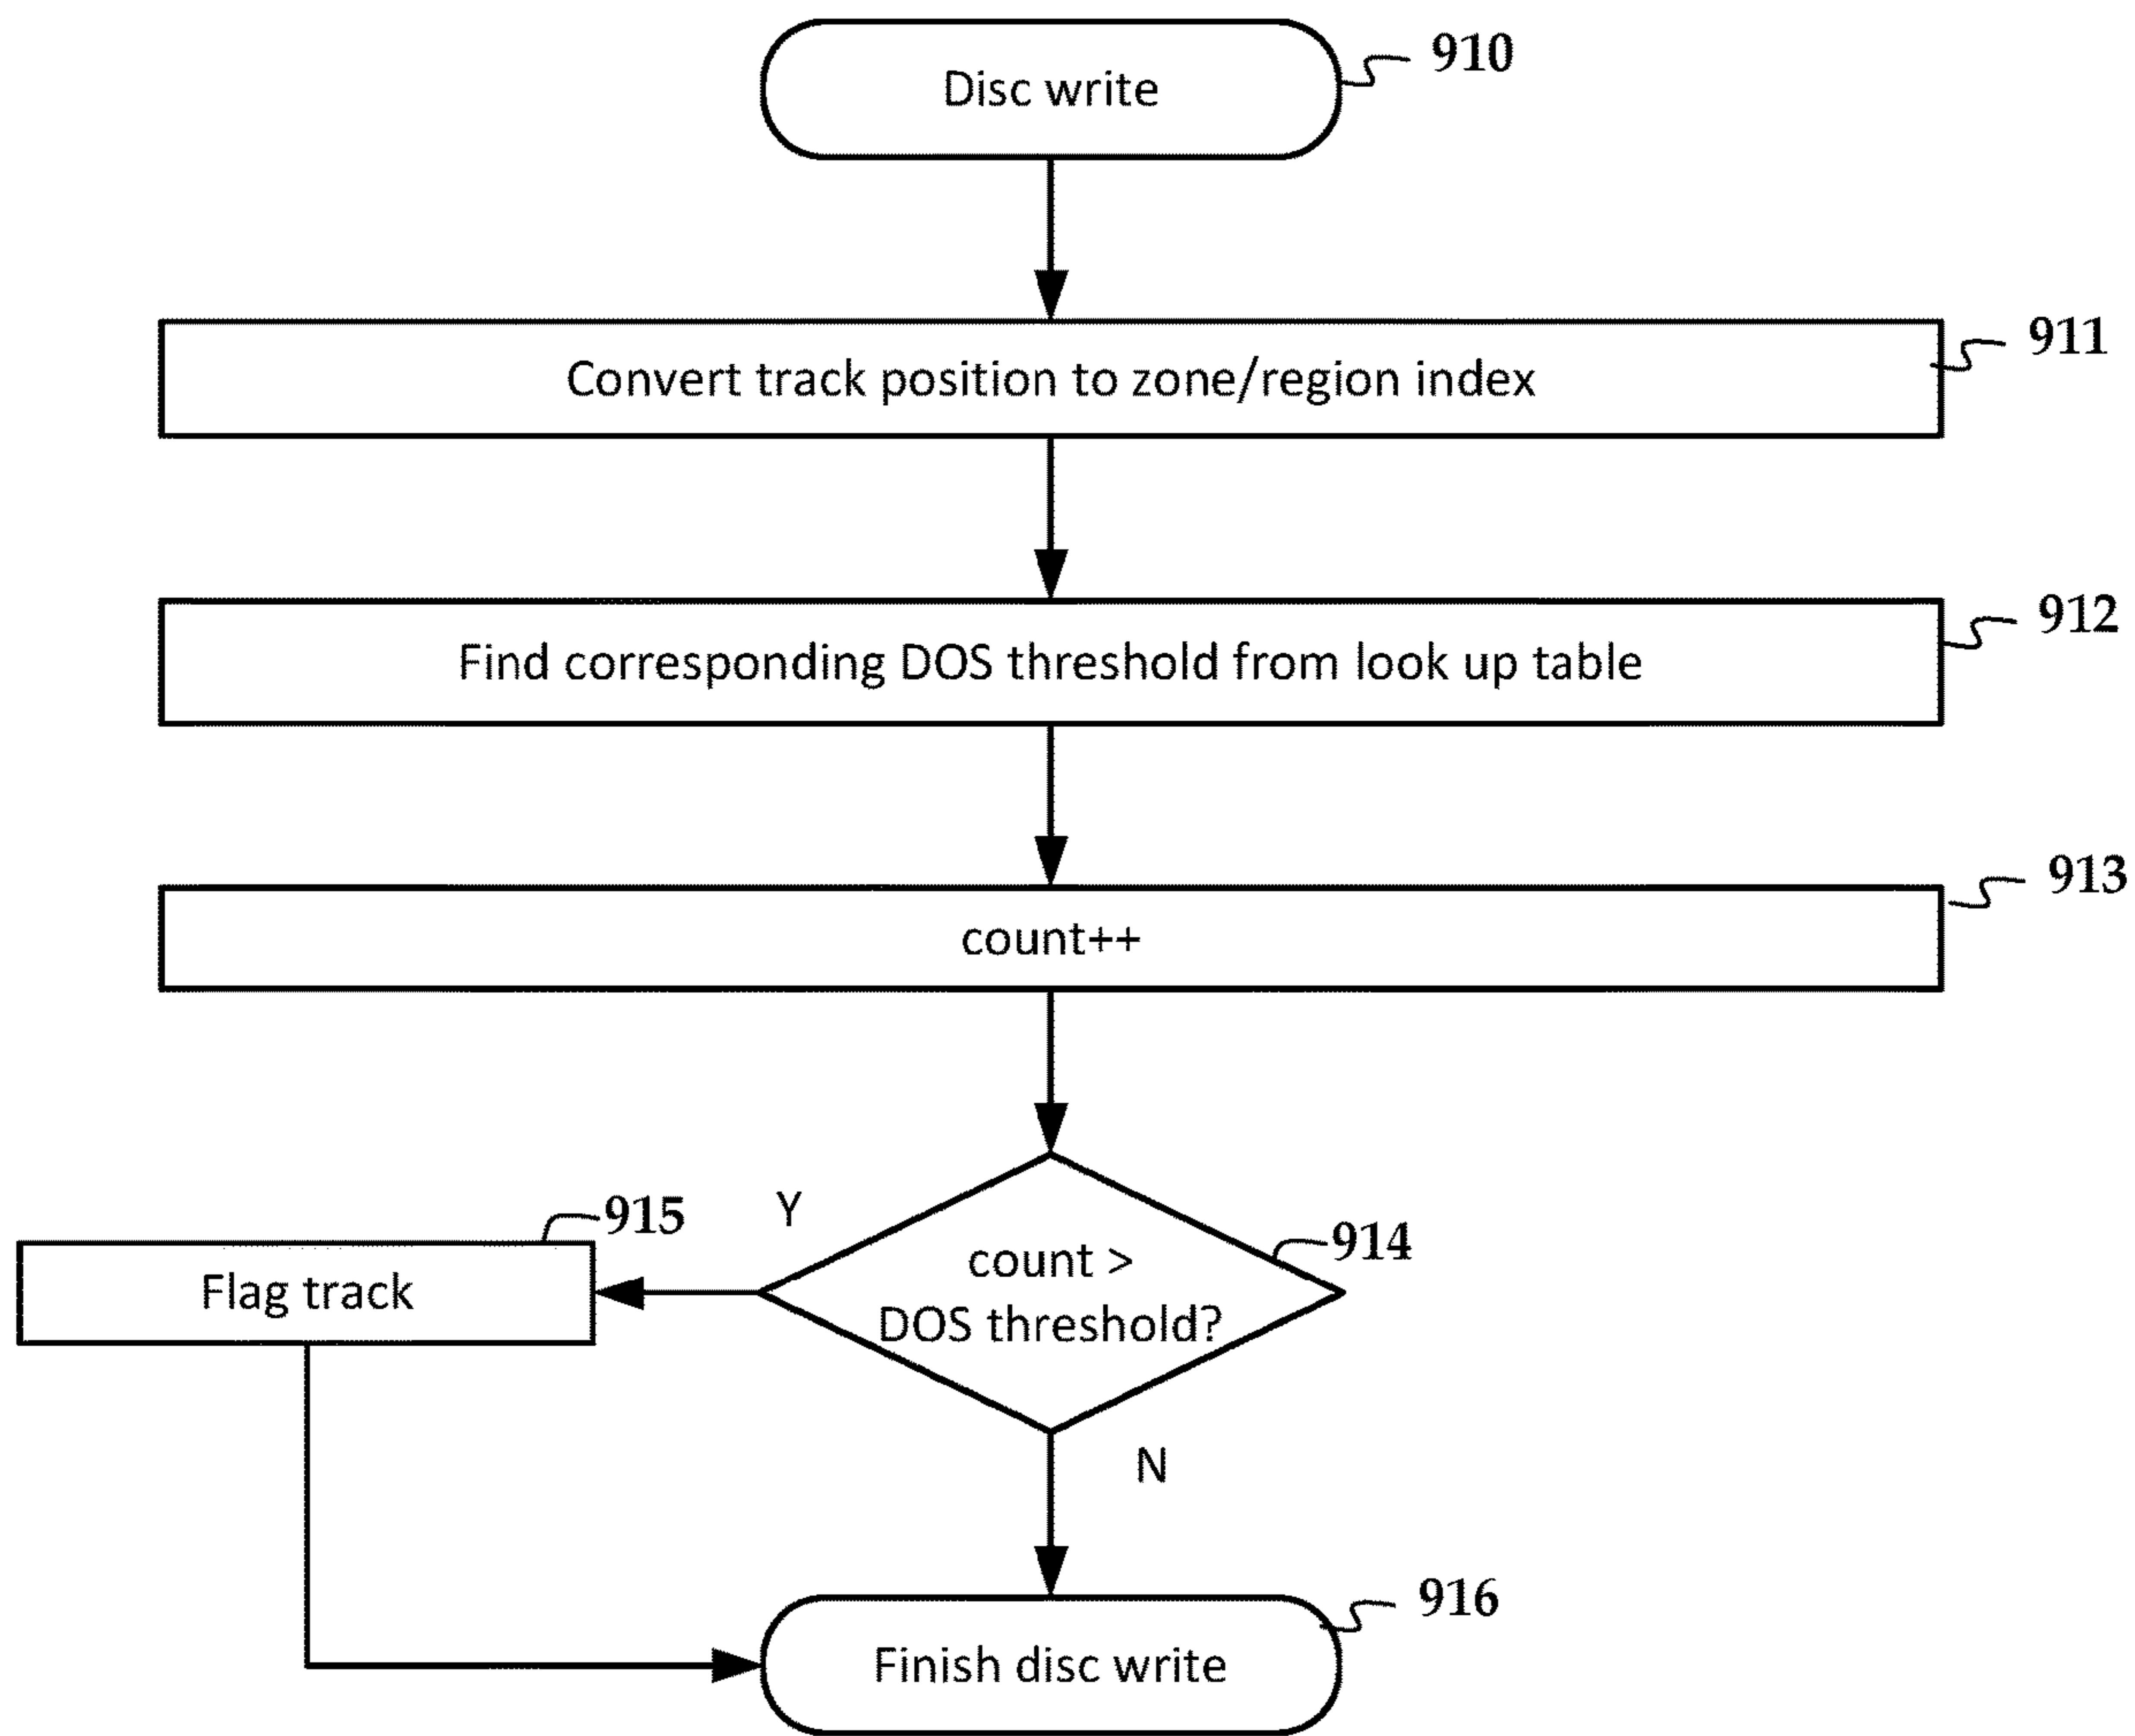 Disc write
910
Convert track position to zone/region index
911
Find corresponding DOS threshold from look up table
912
count++
913
Y
915
Flag track
count >
DOS threshold?
914
N
Finish disc write
916